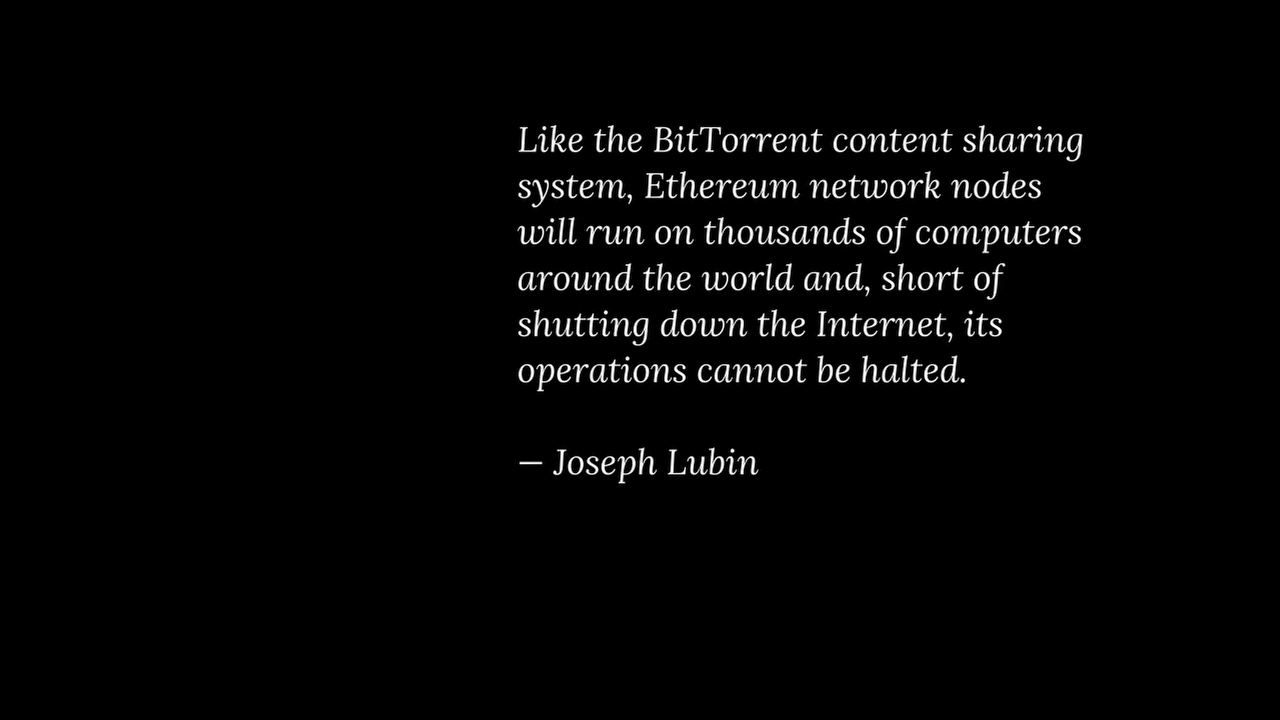 Like the BitTorrent content sharing
system, Ethereum network nodes
will run on thousands of computers
around the world and, short of
shutting down the Internet, its
operations cannot be halted.
— Joseph Lubin